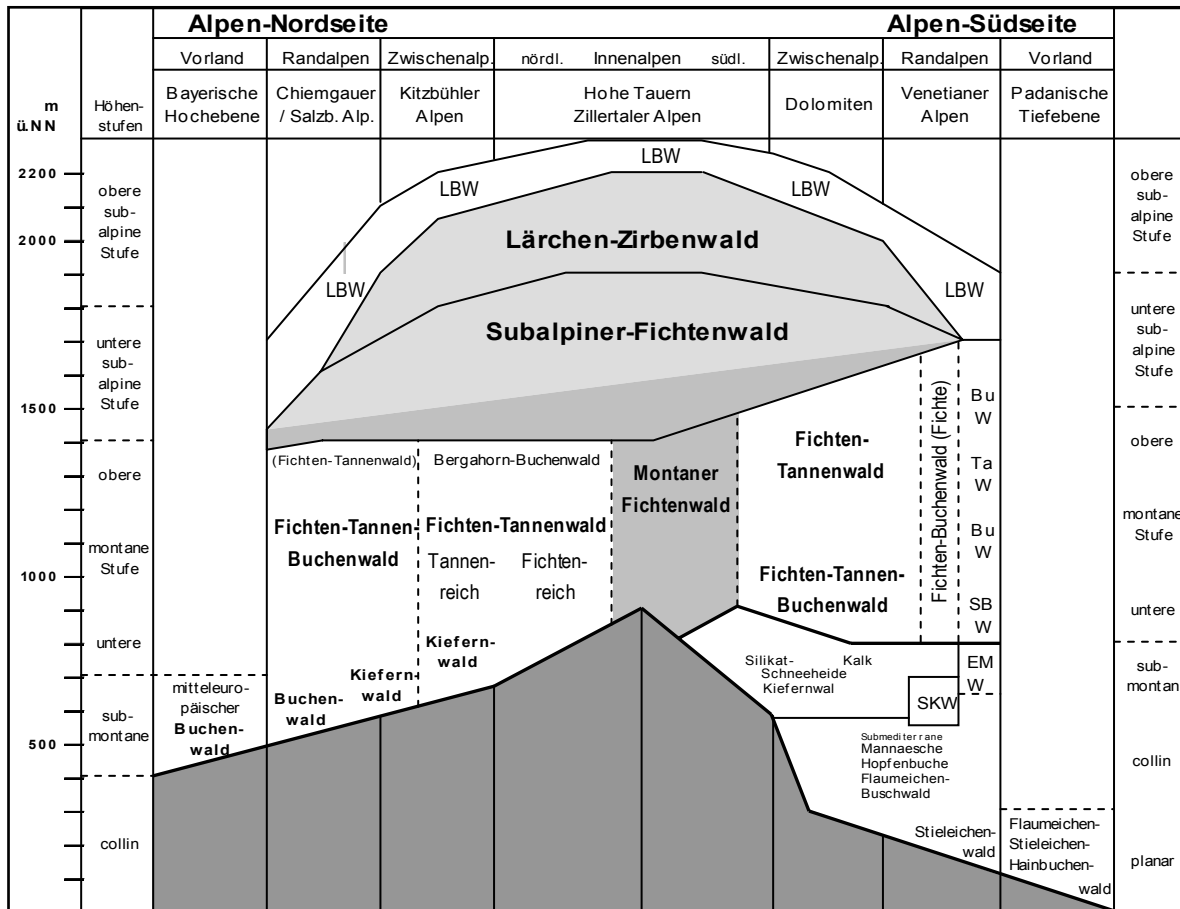 Alpen-Nordseite
Alpen-Südseite
Vorland
Randalpen
Zwischenalp.
nördl. Innenalpen südl.
Zwischenalp.
Randalpen
Vorland
m
ü.NN
Höhen-
stufen
Bayerische
Hochebene
Chiemgauer
/ Salzb. Alp.
Kitzbühler
Alpen
Hohe Tauern
Zillertaler Alpen
Dolomiten
Venetianer
Alpen
Padanische
Tiefebene
2200
2000
1500
1000
500
obere
sub-
alpine
Stufe
untere
sub-
alpine
Stufe
obere
montane
Stufe
untere
sub-
montane
collin
LBW
LBW
LBW
LBW
LBW
Lärchen-Zirbenwald
Subalpiner-Fichtenwald
(Fichten-Tannenwald)
Bergahorn-Buchenwald
Montaner
Fichtenwald
Fichten-
Tannenwald
Fichten-Tannen-
Buchenwald
Fichten-Tannenwald
Tannen-
reich
Fichten-
reich
Fichten-Tannen-
Buchenwald
Fichten-Buchenwald (Fichte)
Bu
W
Ta
W
Bu
W
SB
W
EM
W
SKW
Kiefern-
wald
Kiefern-
wald
Buchen-
wald
mitteleuro-
päischer
Buchen-
wald
Silikat- Kalk
Schneeheide
Kiefernwal
Submediterrane
Mannaesche
Hopfenbuche
Flaumeichen-
Buschwald
Stieleichen-
wald
Flaumeichen-
Stieleichen-
Hainbuchen-
wald
obere
sub-
alpine
Stufe
untere
sub-
alpine
Stufe
obere
montane
Stufe
untere
sub-
montan
collin
planar